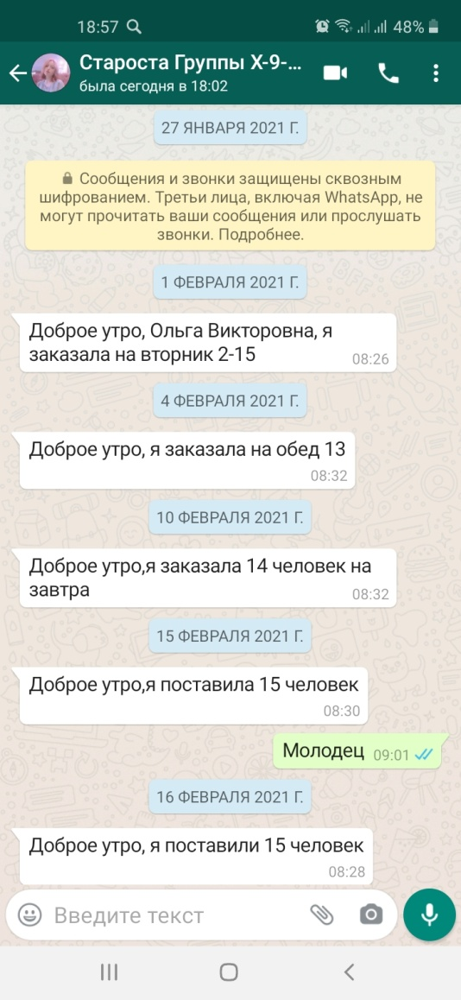 18:57 48%
Староста Группы Х-9-...
была сегодня в 18:02
27 ЯНВАРЯ 2021 Г.
Сообщения и звонки защищены сквозным
шифрованием. Третьи лица, включая WhatsApp, не
могут прочитать ваши сообщения или прослушать
звонки. Подробнее.
1 ФЕВРАЛЯ 2021 Г.
Доброе утро, Ольга Викторовна, я
заказала на вторник 2-15 08:26
4 ФЕВРАЛЯ 2021 Г.
Доброе утро, я заказала на обед 13
08:32
10 ФЕВРАЛЯ 2021 Г.
Доброе утро,я заказала 14 человек на
завтра 08:32
15 ФЕВРАЛЯ 2021 Г.
Доброе утро,я поставила 15 человек
08:30
Молодец 09:01
16 ФЕВРАЛЯ 2021 Г.
Доброе утро, я поставили 15 человек
08:28
Введите текст